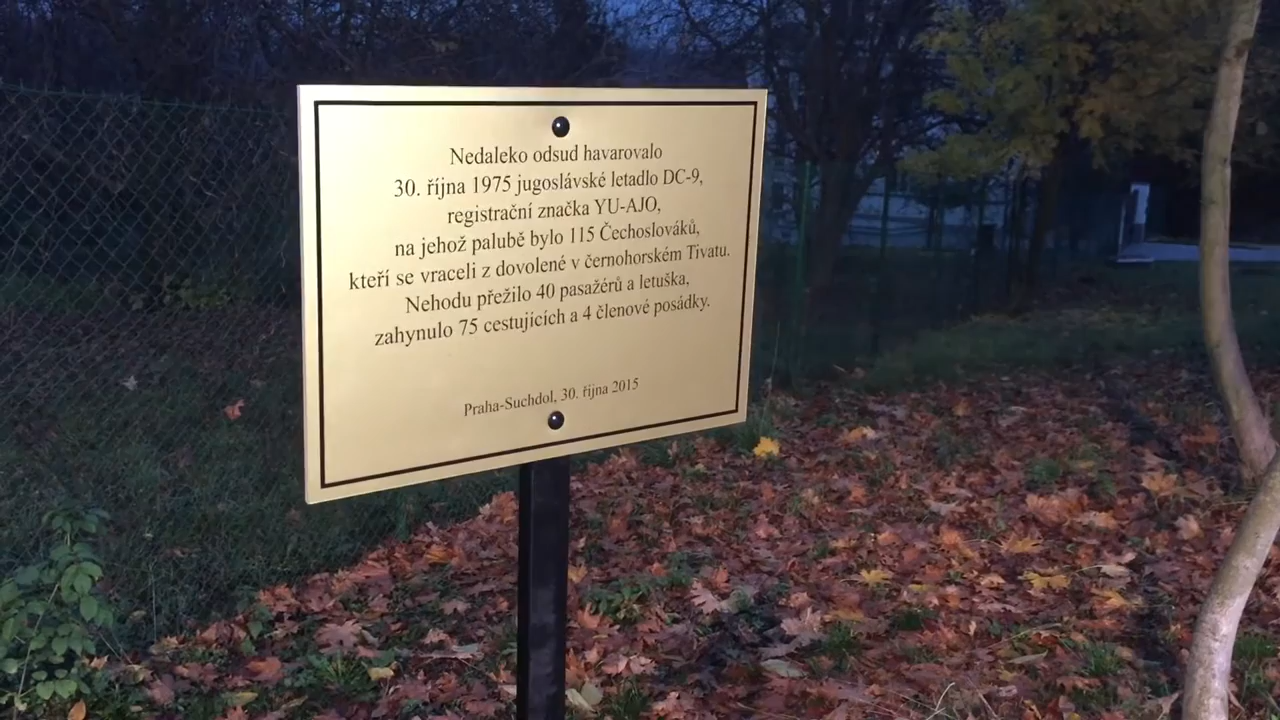 Nedaleko odsud havarovalo
30. října 1975 jugoslávské letadlo DC-9,
registrační značka YU-AJO,
na jehož palubě bylo 115 Čechoslováků,
kteří se vraceli z dovolené v černohorském Tivatu.
Nehodu přežilo 40 pasažérů a letuška,
zahynulo 75 cestujících a 4 členové posádky.
Praha-Suchdol, 30. října 2015